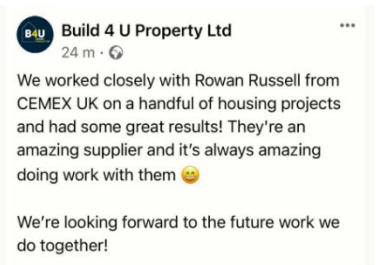 B4U
Build 4 U Property Ltd
24 m ·
We worked closely with Rowan Russell from
CEMEX UK on a handful of housing projects
and had some great results! They're an
amazing supplier and it's always amazing
doing work with them 😄
We're looking forward to the future work we
do together!